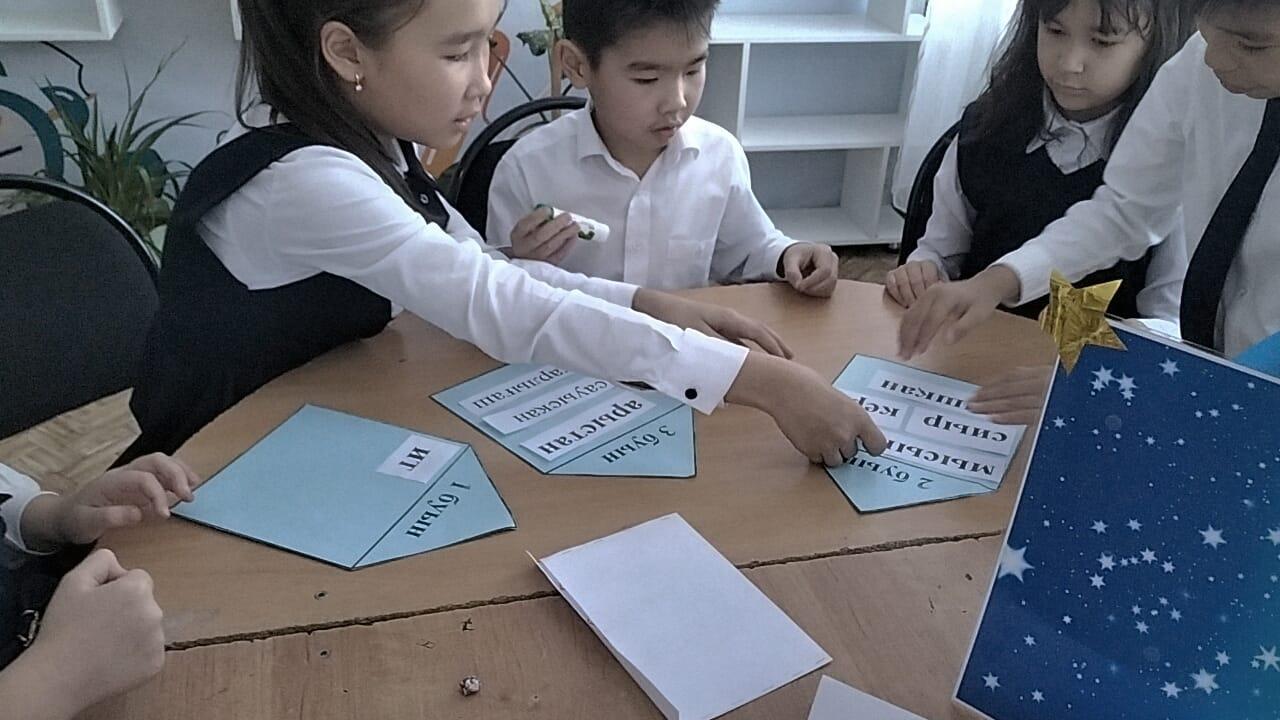 1 буын
ит
3 буын
арыстан
сауысқан
2 буын
мысық
сиыр